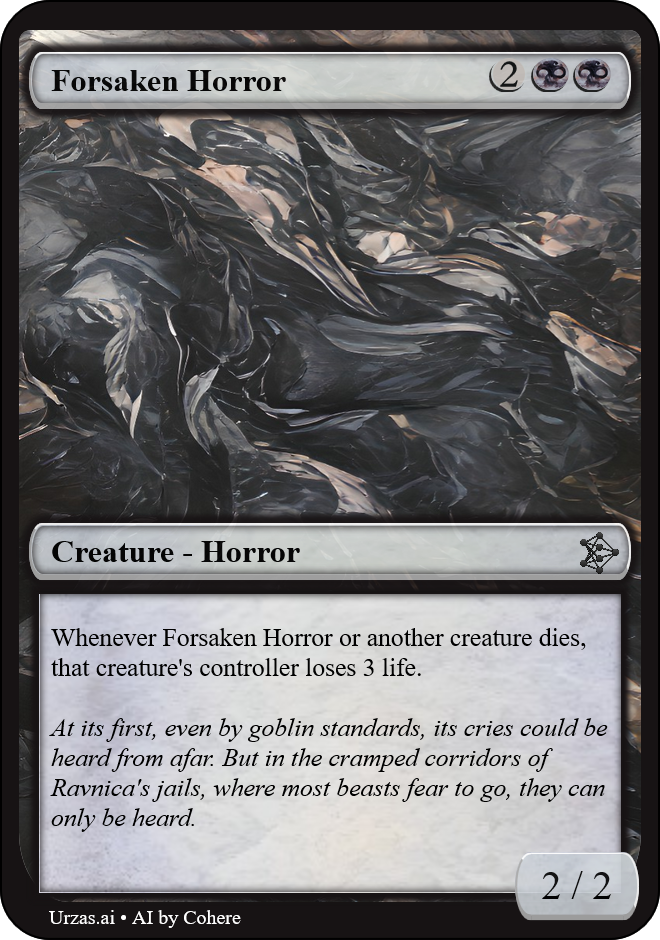 Forsaken Horror 2
Creature - Horror
Whenever Forsaken Horror or another creature dies,
that creature's controller loses 3 life.
At its first, even by goblin standards, its cries could be
heard from afar. But in the cramped corridors of
Ravnica's jails, where most beasts fear to go, they can
only be heard.
2 / 2
Urzas.ai • AI by Cohere